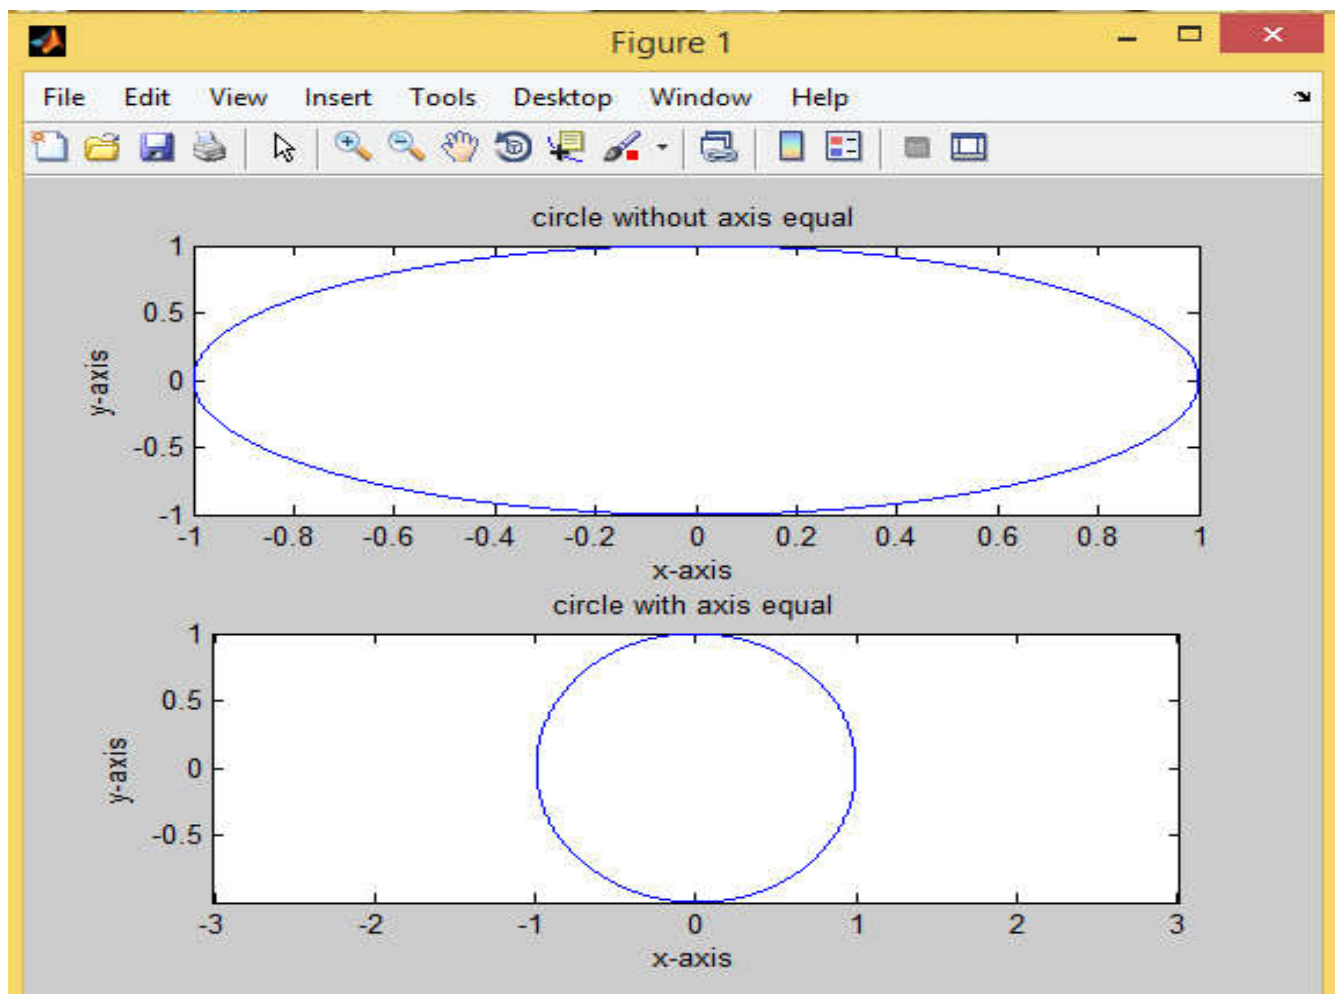 Figure 1
File Edit View Insert Tools Desktop Window Help
circle without axis equal
1
0.5
0
-0.5
-1
y-axis
-1 -0.8 -0.6 -0.4 -0.2 0 0.2 0.4 0.6 0.8 1
x-axis
circle with axis equal
1
0.5
0
-0.5
y-axis
-3 -2 -1 0 1 2 3
x-axis